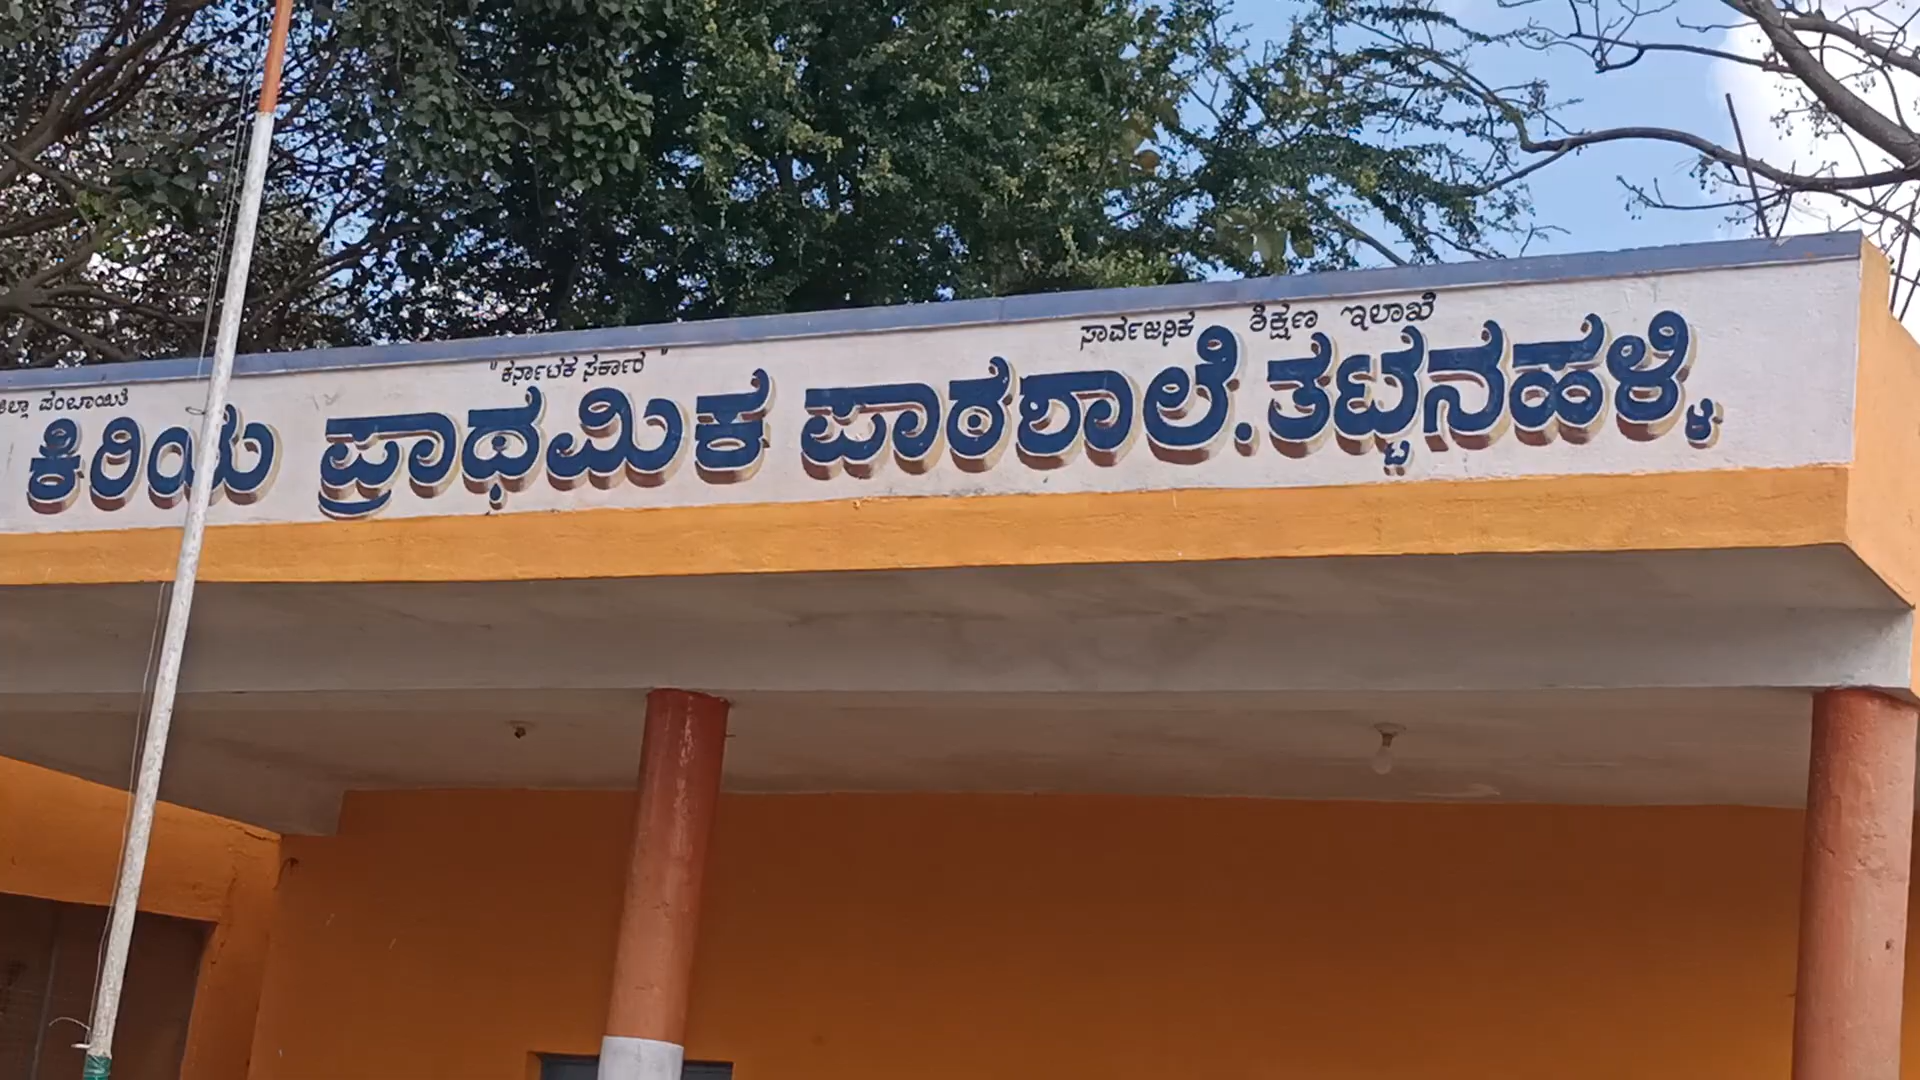 ಜಿಲ್ಲಾ ಪಂಚಾಯಿತಿ "ಕರ್ನಾಟಕ ಸರ್ಕಾರ" ಸಾರ್ವಜನಿಕ ಶಿಕ್ಷಣ ಇಲಾಖೆ
ಕಿರಿಯ ಪ್ರಾಥಮಿಕ ಪಾಠಶಾಲೆ. ತಟ್ಟನಹಳ್ಳಿ